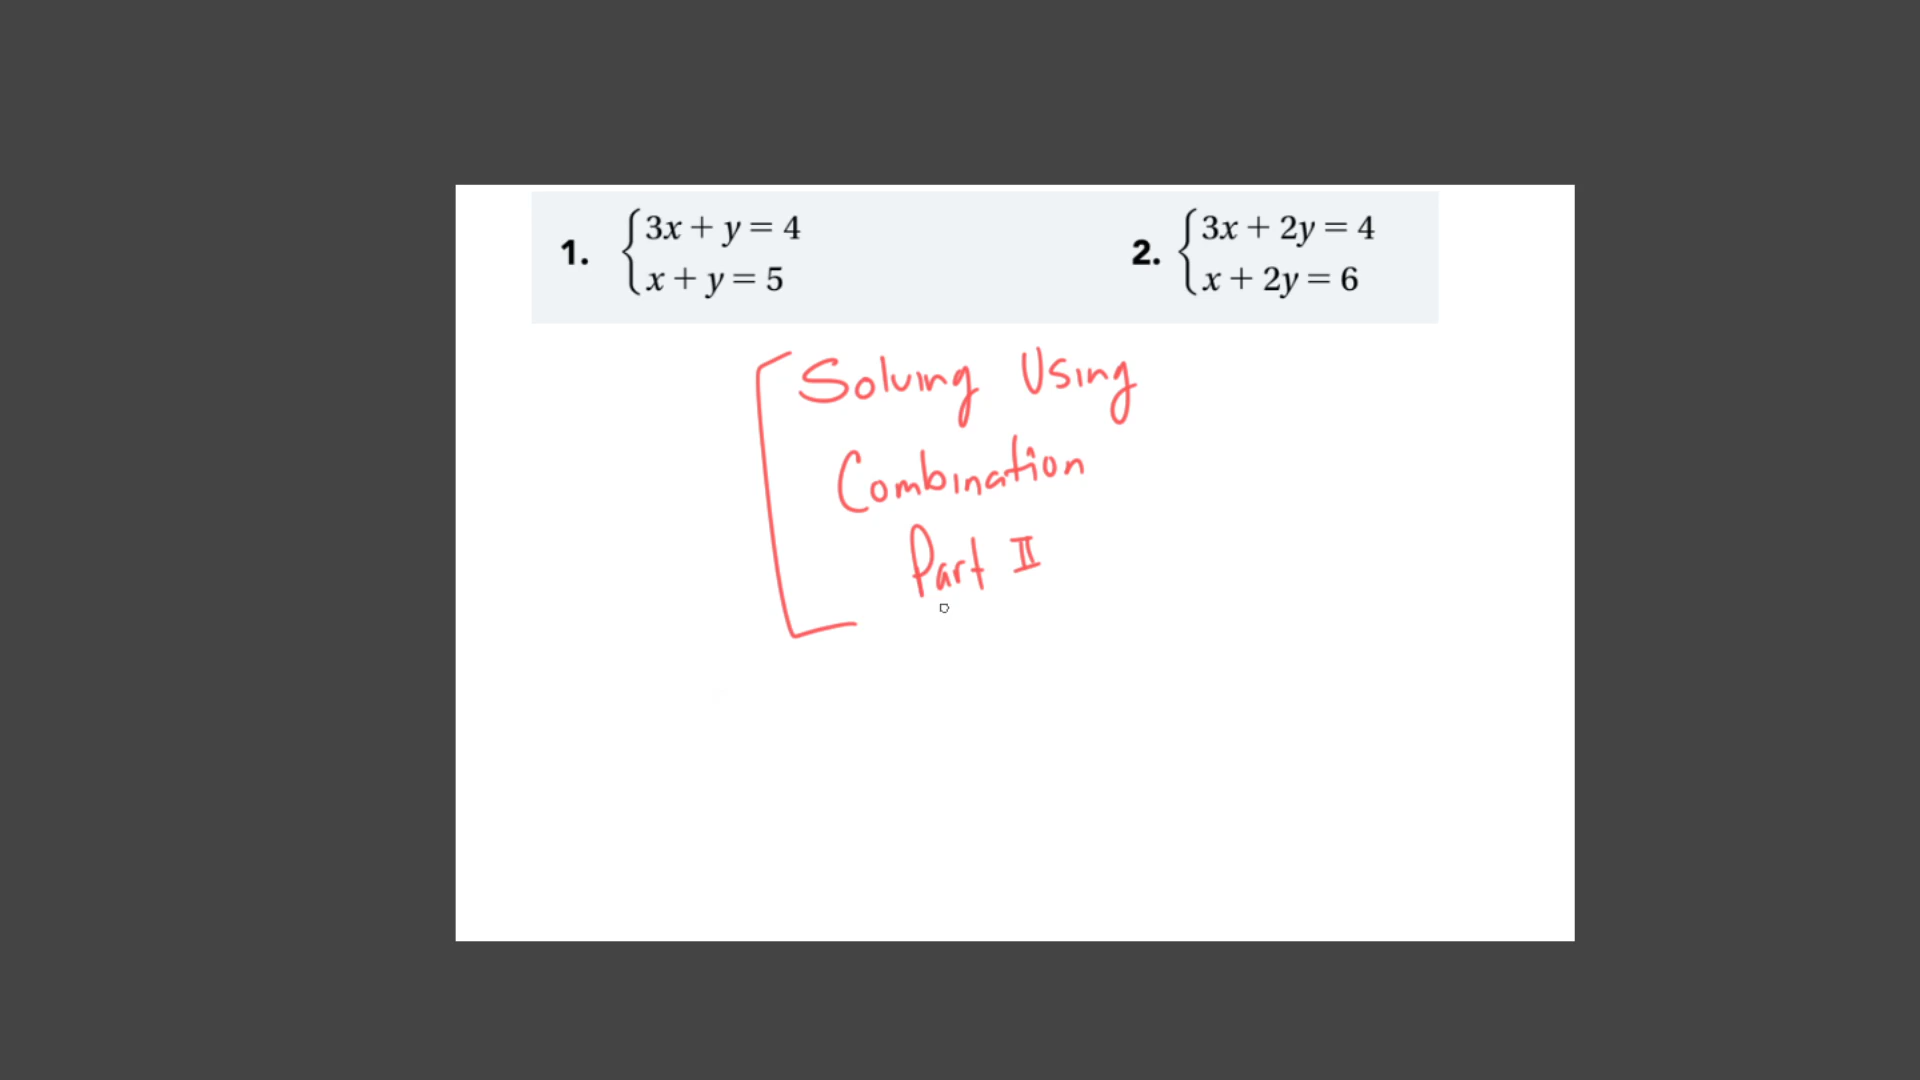 1. 3x + y = 4
x + y = 5
2. 3x + 2y = 4
x + 2y = 6
Solving Using
Combination
Part II